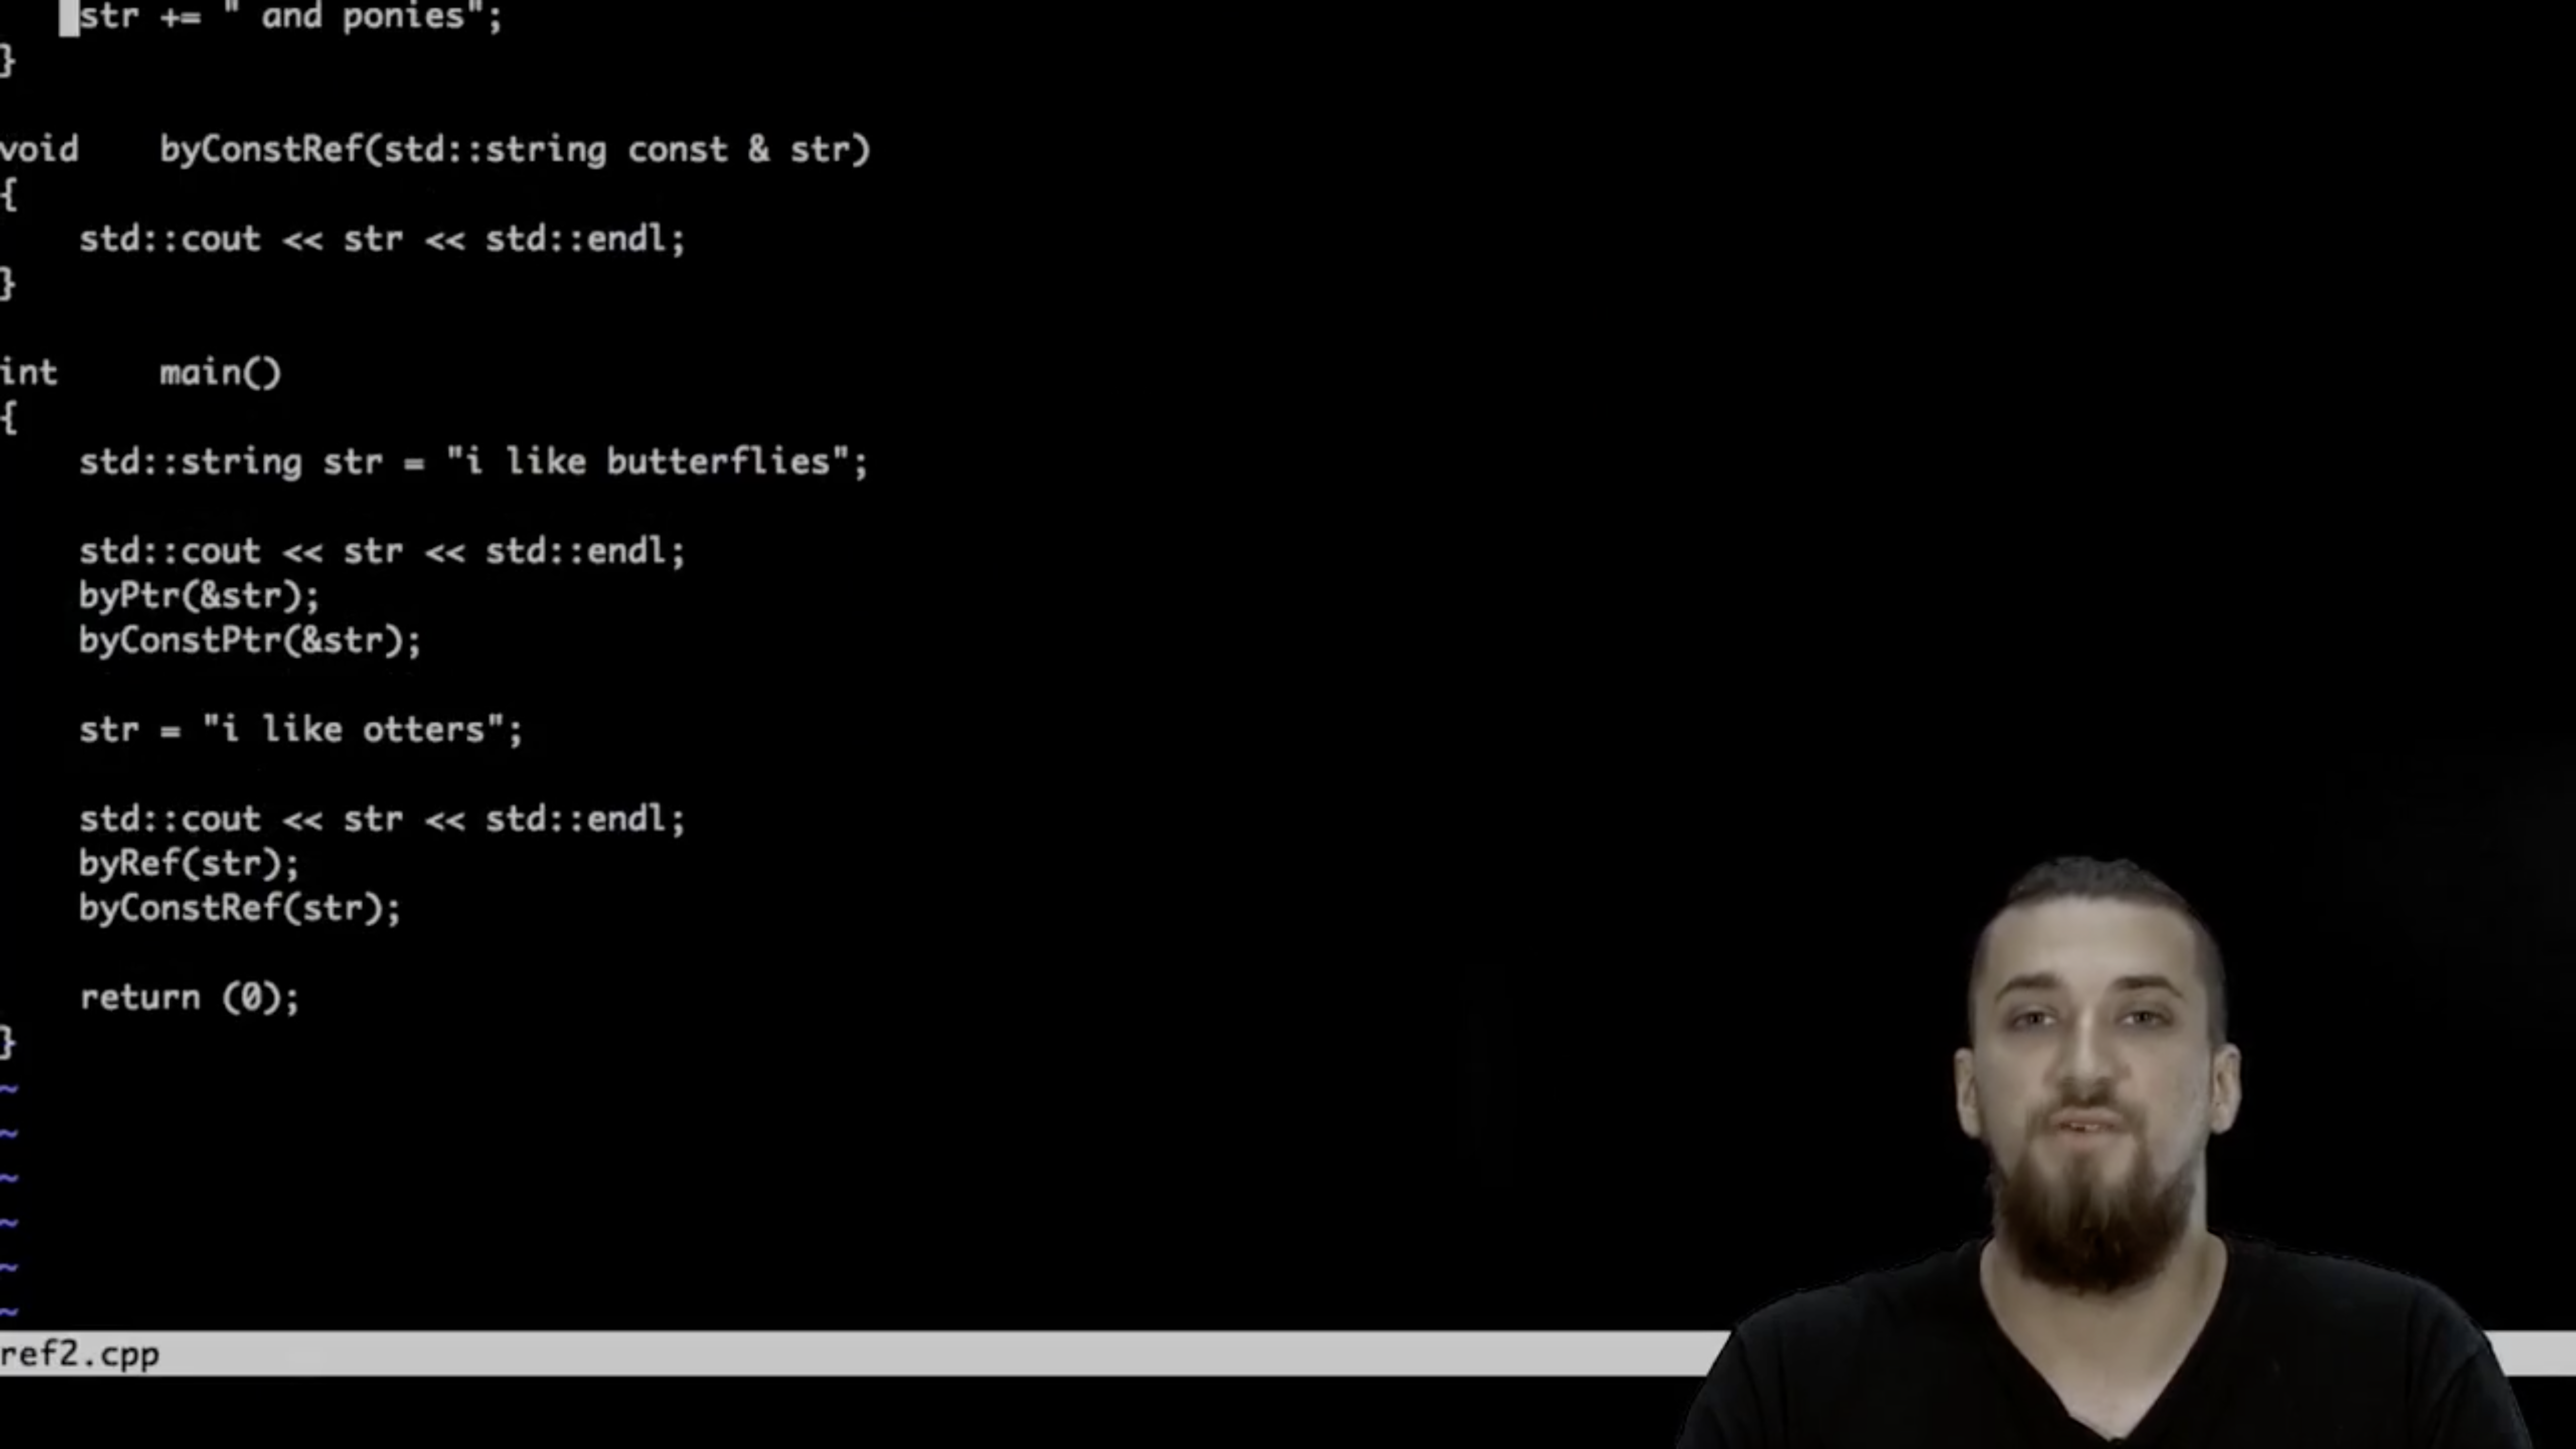 str += " and ponies";
}
void    byConstRef(std::string const & str)
{
    std::cout << str << std::endl;
}
int     main()
{
    std::string str = "i like butterflies";
    std::cout << str << std::endl;
    byPtr(&str);
    byConstPtr(&str);
    str = "i like otters";
    std::cout << str << std::endl;
    byRef(str);
    byConstRef(str);
    return (0);
}
~
~
~
~
~
~
ref2.cpp